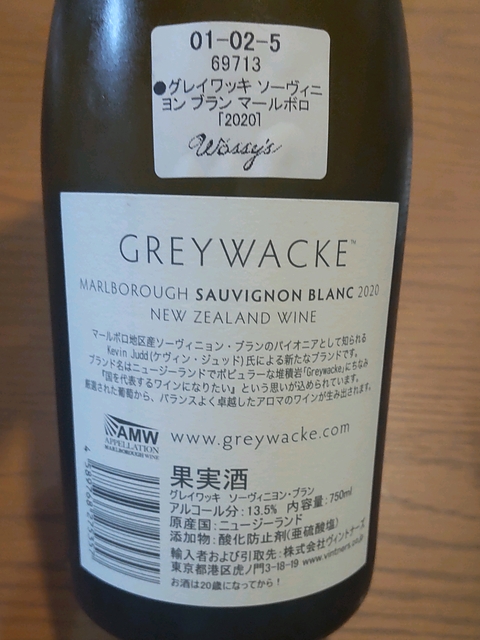 01-02-5
69713
●グレイワッキ ソーヴィニ
ヨン ブラン マールボロ
[2020]
Wassy's
GREYWACKE™
MARLBOROUGH SAUVIGNON BLANC 2020
NEW ZEALAND WINE
マールボロ地区産ソーヴィニョン・ブランのパイオニアとして知られる
Kevin Judd(ケヴィン・ジュッド)氏による新たなブランドです。
ブランド名はニュージーランドでポピュラーな堆積岩「Greywacke」にちなみ
『国を代表するワインになりたい』という思いが込められています。
厳選された葡萄から、バランスよく卓越したアロマのワインが生み出されます。
AMW
APPELLATION
MARLBOROUGH WINE
www.greywacke.com
果実酒
グレイワッキ ソーヴィニヨン・ブラン
アルコール分:13.5% 内容量:750ml
原産国:ニュージーランド
添加物:酸化防止剤(亜硫酸塩)
輸入者および引取先:株式会社ヴィントナーズ
東京都港区虎ノ門3-18-19 www.vintners.co.jp
お酒は20歳になってから!